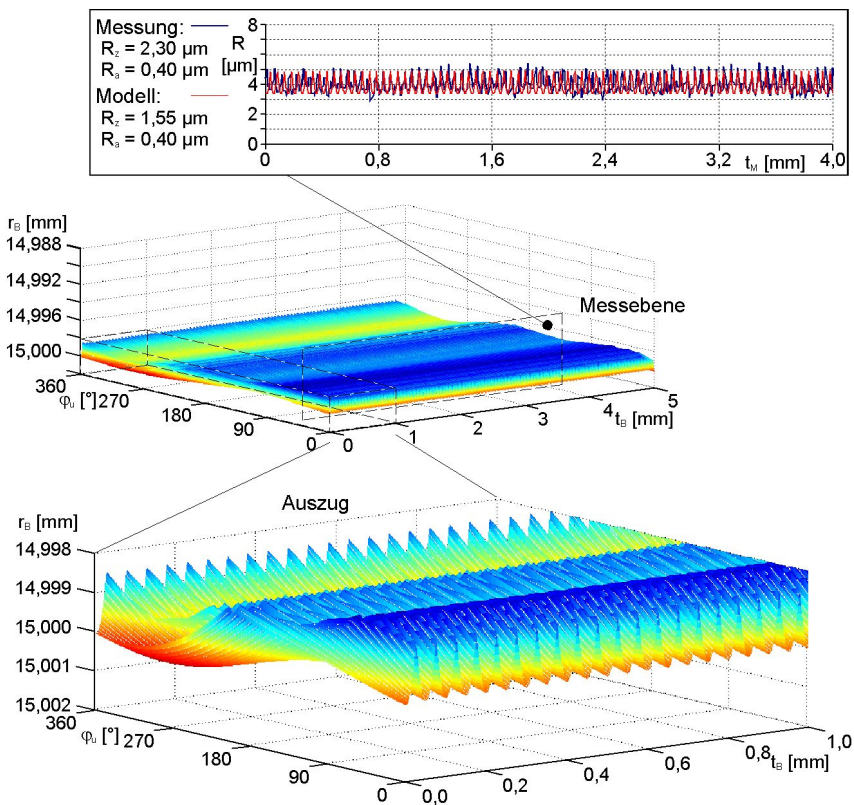 Messung:
R_z = 2,30 µm
R_a = 0,40 µm
Modell:
R_z = 1,55 µm
R_a = 0,40 µm
R
[µm]
8
6
4
2
0
0 0,8 1,6 2,4 3,2 t_M [mm] 4,0
r_B [mm]
14,988
14,992
14,996
15,000
Messebene
360 φ_u [°] 270 180 90 0
0 1 2 3 4 t_B [mm] 5
Auszug
r_B [mm]
14,998
14,999
15,000
15,001
15,002
360 φ_u [°] 270 180 90 0
0,0 0,2 0,4 0,6 0,8 t_B [mm] 1,0